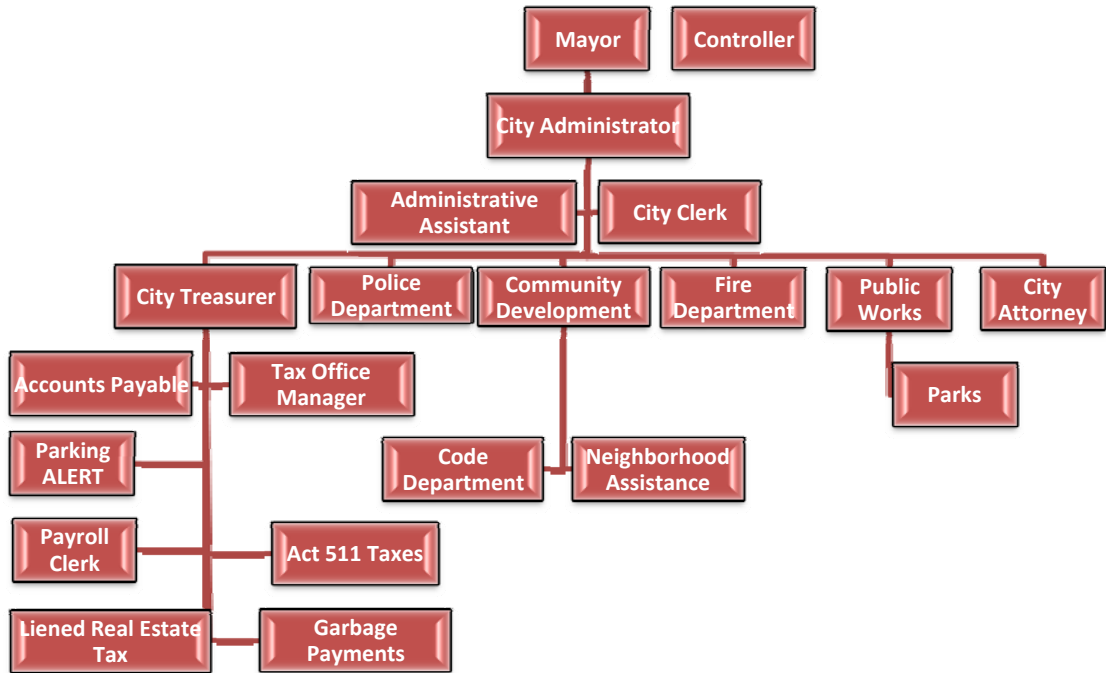 Mayor
Controller
City Administrator
Administrative
Assistant
City Clerk
City Treasurer
Police
Department
Community
Development
Fire
Department
Public
Works
City
Attorney
Accounts Payable
Tax Office
Manager
Parks
Parking
ALERT
Code
Department
Neighborhood
Assistance
Payroll
Clerk
Act 511 Taxes
Liened Real Estate
Tax
Garbage
Payments